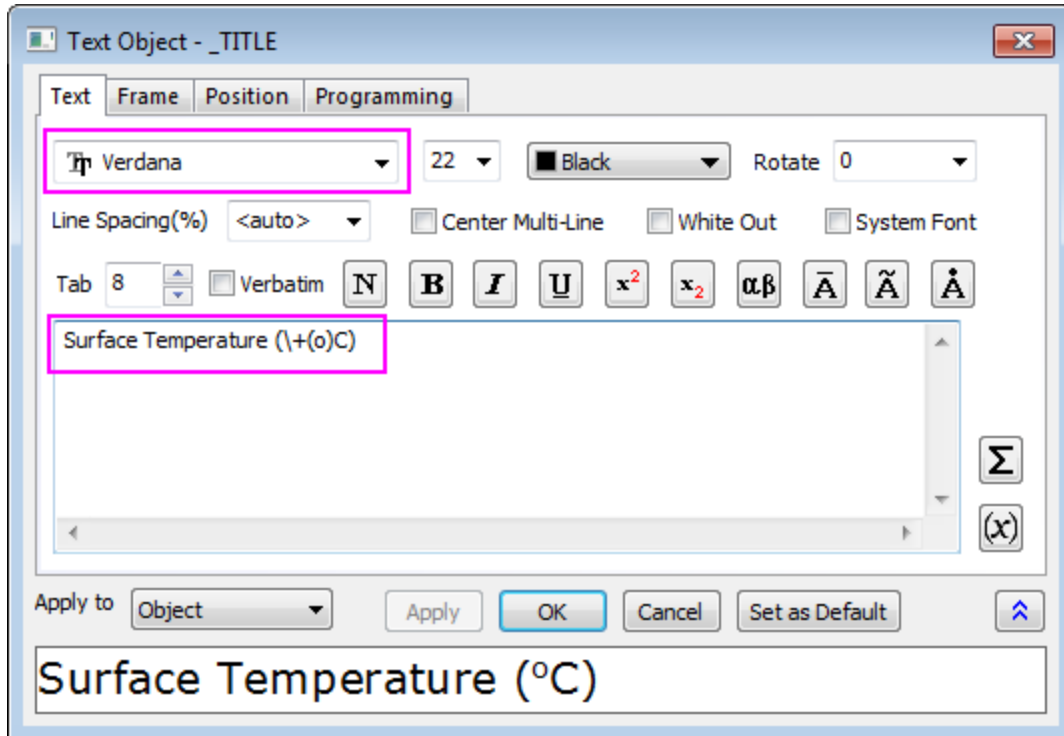 Text Object - _TITLE
Text Frame Position Programming
Verdana 22 Black Rotate 0
Line Spacing(%) <auto> Center Multi-Line White Out System Font
Tab 8 Verbatim N B I U x² x₂ αβ Ā Ã Å
Surface Temperature (\+(o)C)
Σ
(x)
Apply to Object Apply OK Cancel Set as Default
Surface Temperature (ºC)